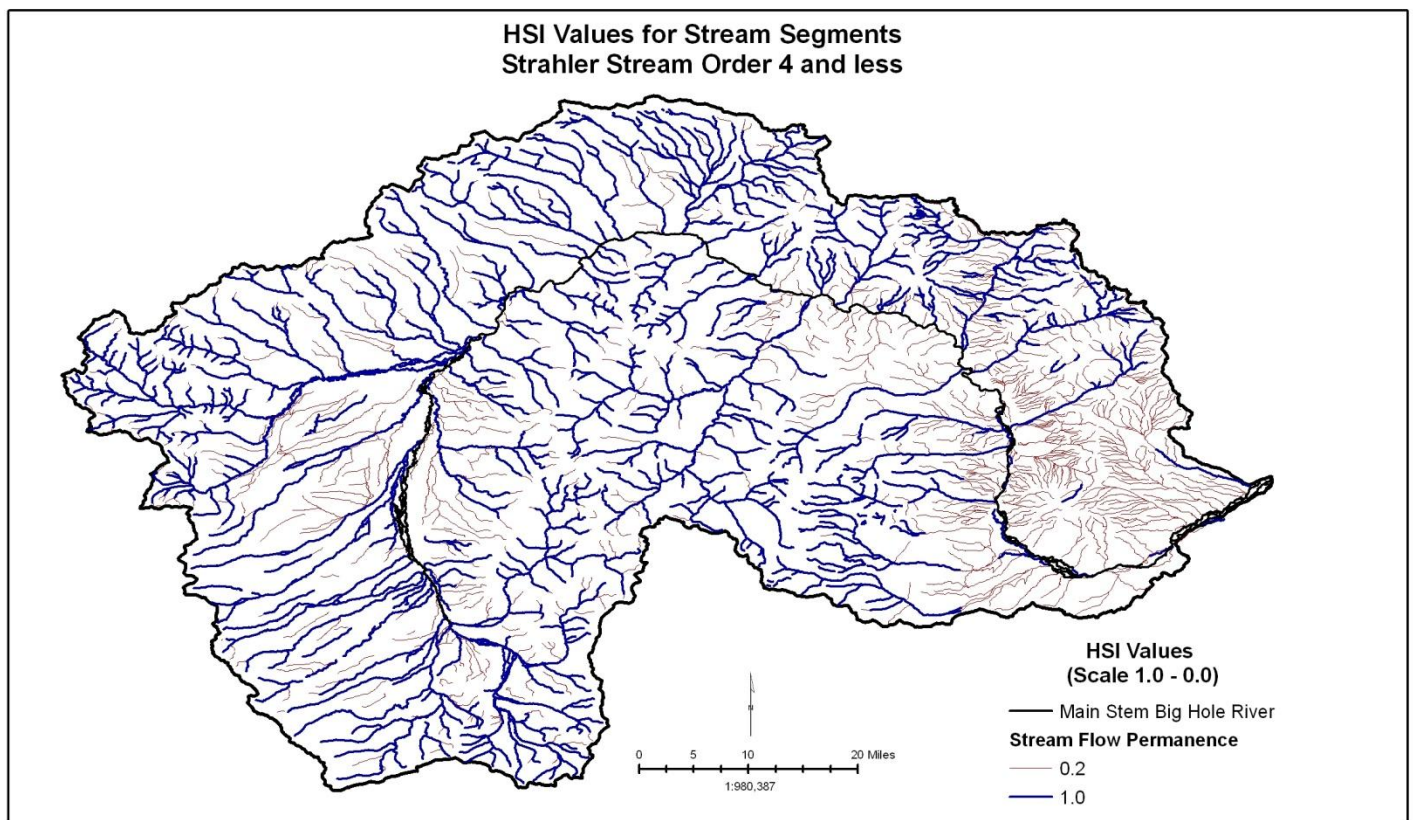 HSI Values for Stream Segments
Strahler Stream Order 4 and less
HSI Values
(Scale 1.0 - 0.0)
Main Stem Big Hole River
Stream Flow Permanence
0.2
1.0
N
0 5 10 20 Miles
1:980,387